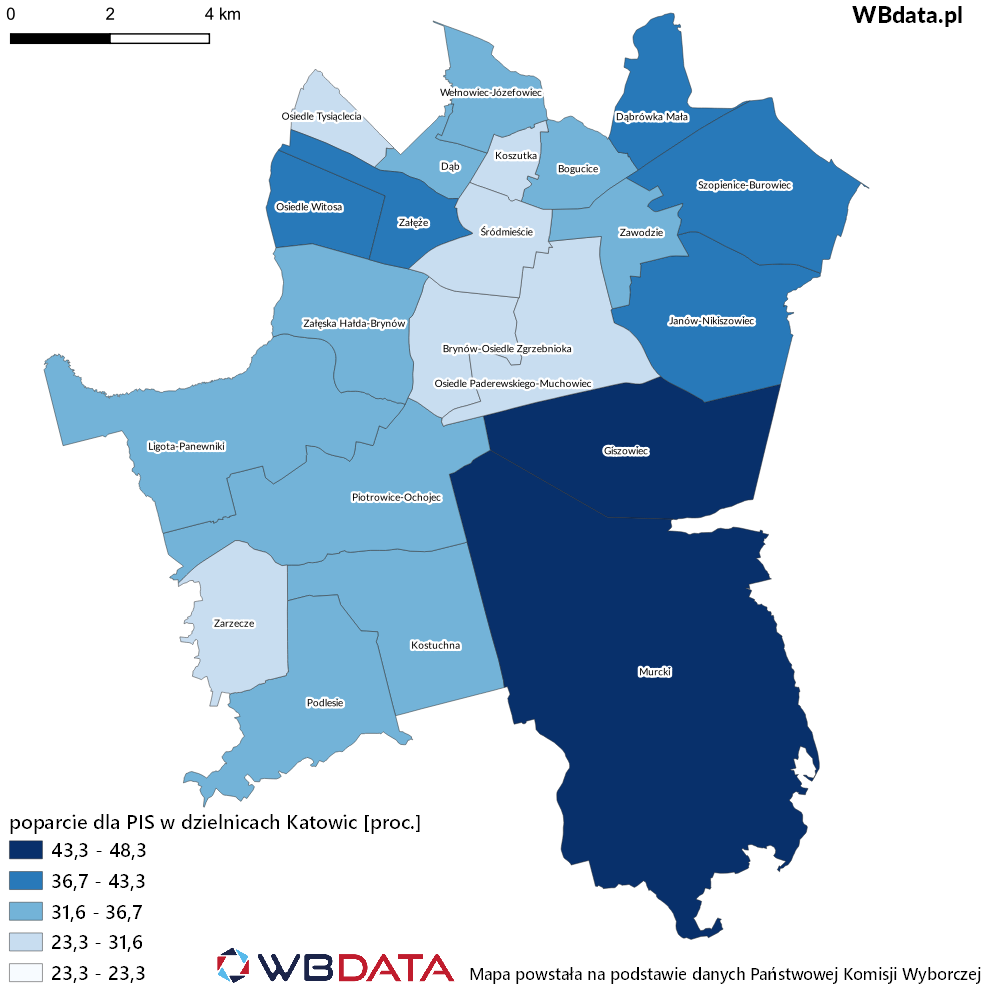 0 2 4 km
WBdata.pl
Wełnowiec-Józefowiec
Osiedle Tysiąclecia
Dąbrówka Mała
Koszutka
Dąb
Bogucice
Szopienice-Burowiec
Osiedle Witosa
Załęże
Śródmieście
Zawodzie
Załęska Hałda-Brynów
Janów-Nikiszowiec
Brynów-Osiedle Zgrzebnioka
Osiedle Paderewskiego-Muchowiec
Ligota-Panewniki
Giszowiec
Piotrowice-Ochojec
Zarzecze
Kostuchna
Murcki
Podlesie
poparcie dla PIS w dzielnicach Katowic [proc.]
43,3 - 48,3
36,7 - 43,3
31,6 - 36,7
23,3 - 31,6
23,3 - 23,3
WBDATA
Mapa powstała na podstawie danych Państwowej Komisji Wyborczej